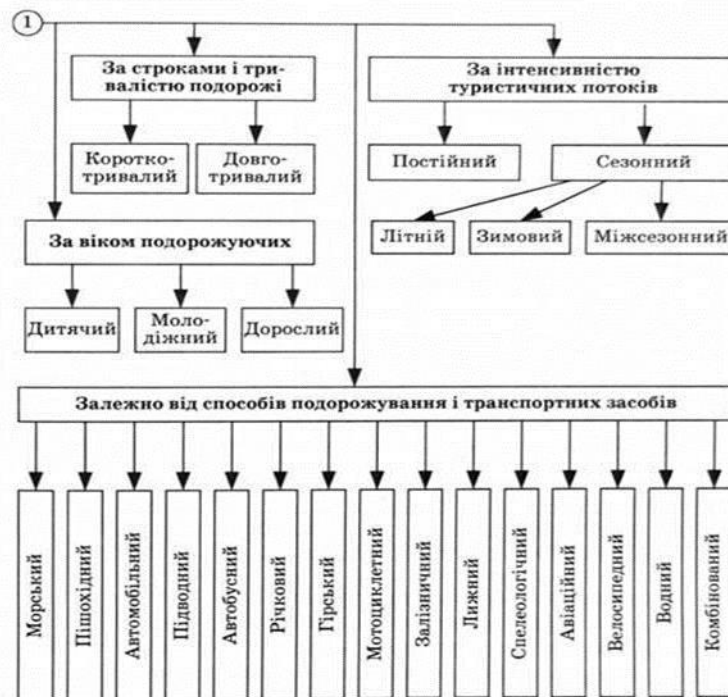 1
За строками і три-
валістю подорожі
За інтенсивністю
туристичних потоків
Коротко-
тривалий
Довго-
тривалий
Постійний
Сезонний
Літній
Зимовий
Міжсезонний
За віком подорожуючих
Дитячий
Моло-
діжний
Дорослий
Залежно від способів подорожування і транспортних засобів
Морський
Пішохідний
Автомобільний
Підводний
Автобусний
Річковий
Гірський
Мотоциклетний
Залізничний
Лижний
Спелеологічний
Авіаційний
Велосипедний
Водний
Комбінований